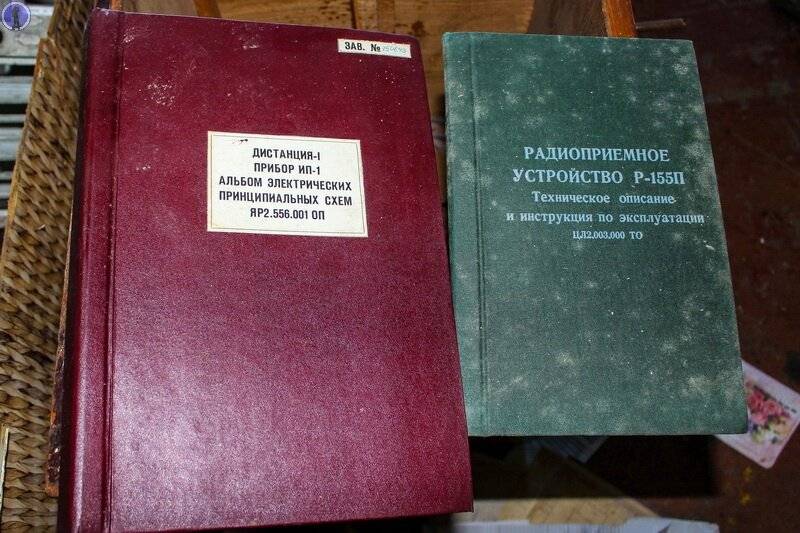 ЗАВ. №
ДИСТАНЦИЯ-I
ПРИБОР ИП-1
АЛЬБОМ ЭЛЕКТРИЧЕСКИХ
ПРИНЦИПИАЛЬНЫХ СХЕМ
ЯР2.556.001 ОП
РАДИОПРИЕМНОЕ
УСТРОЙСТВО Р-155П
Техническое описание
и инструкция по эксплуатации
ЦЛ2.003.000 ТО